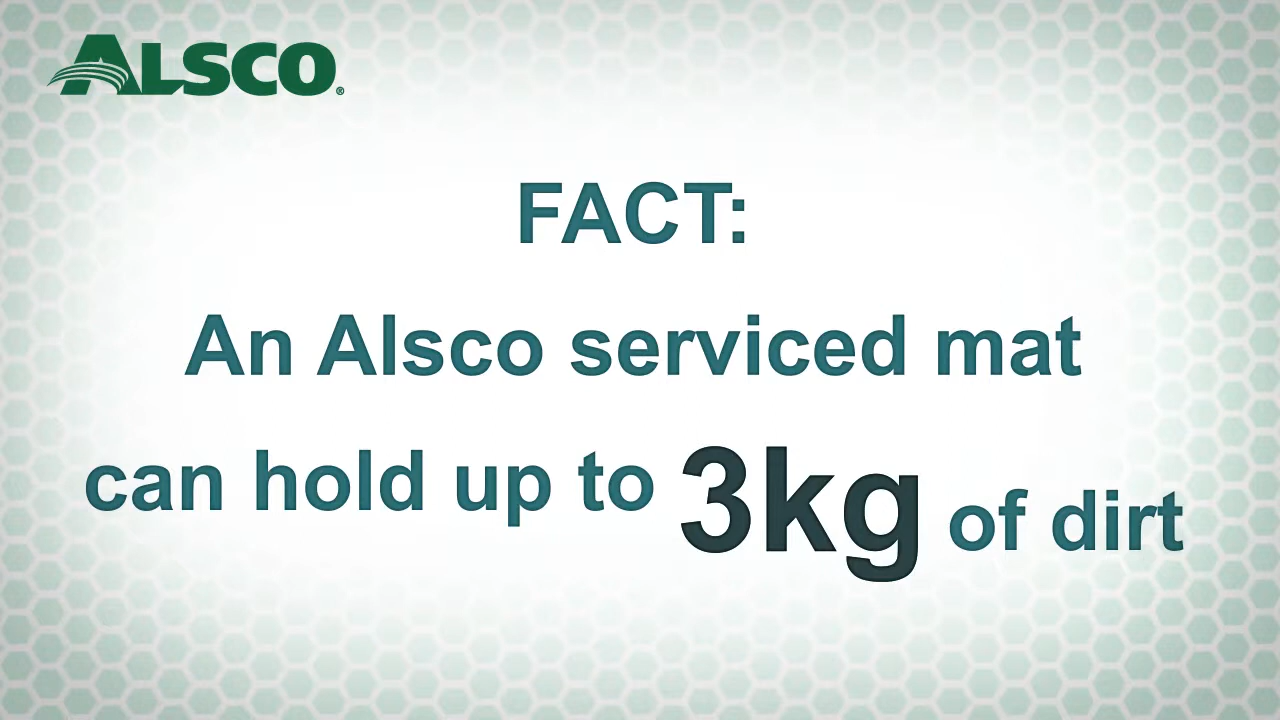 ALSCO®
FACT:
An Alsco serviced mat
can hold up to 3kg of dirt